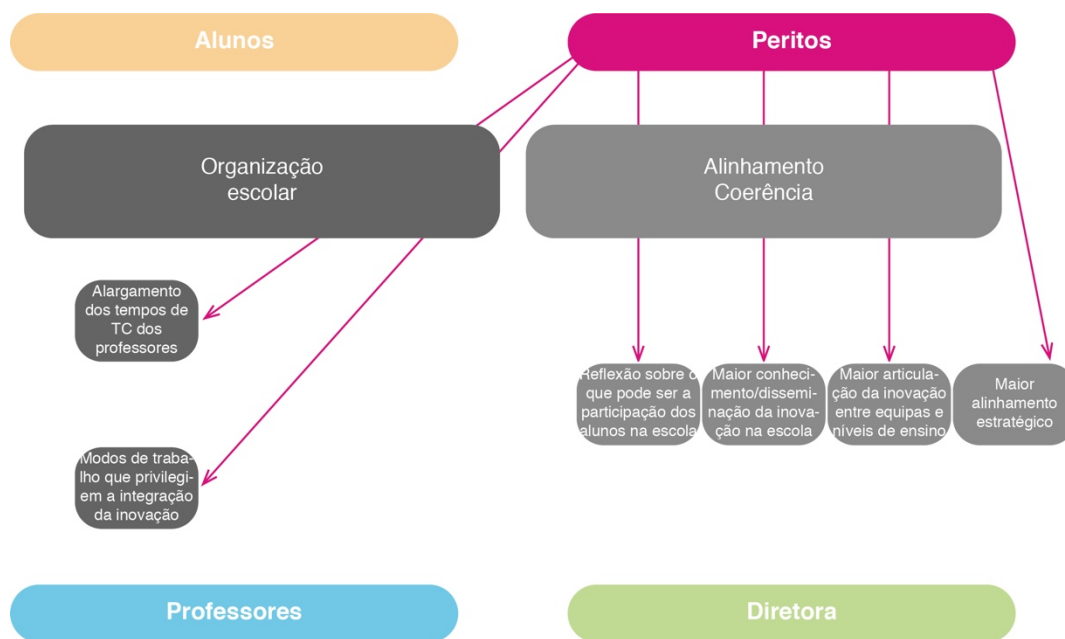 Alunos
Peritos
Organização
escolar
Alinhamento
Coerência
Alargamento
dos tempos de
TC dos
professores
Reflexão sobre o
que pode ser a
participação dos
alunos na escola
Maior conheci-
mento/dissemi-
nação da inova-
ção na escola
Maior articula-
ção da inovação
entre equipas e
níveis de ensino
Maior
alinhamento
estratégico
Modos de traba-
lho que privilegi-
em a integração
da inovação
Professores
Diretora